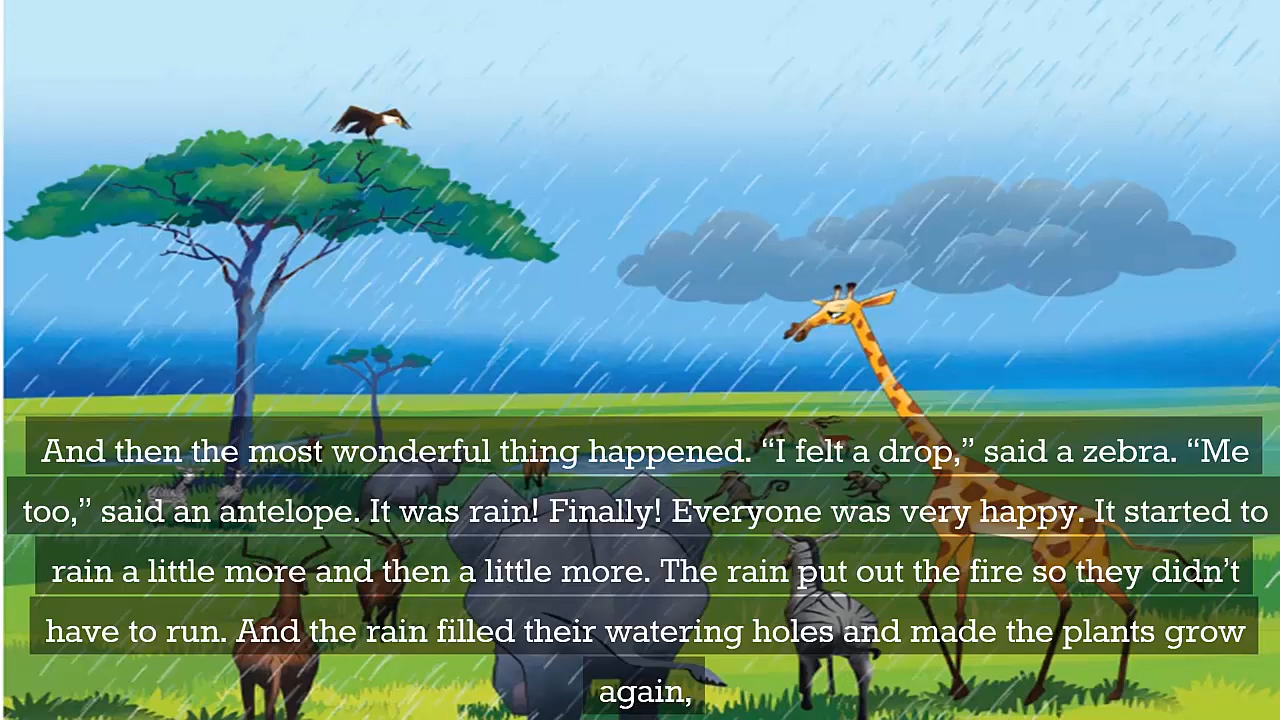 And then the most wonderful thing happened. “I felt a drop,” said a zebra. “Me
too,” said an antelope. It was rain! Finally! Everyone was very happy. It started to
rain a little more and then a little more. The rain put out the fire so they didn’t
have to run. And the rain filled their watering holes and made the plants grow
again,